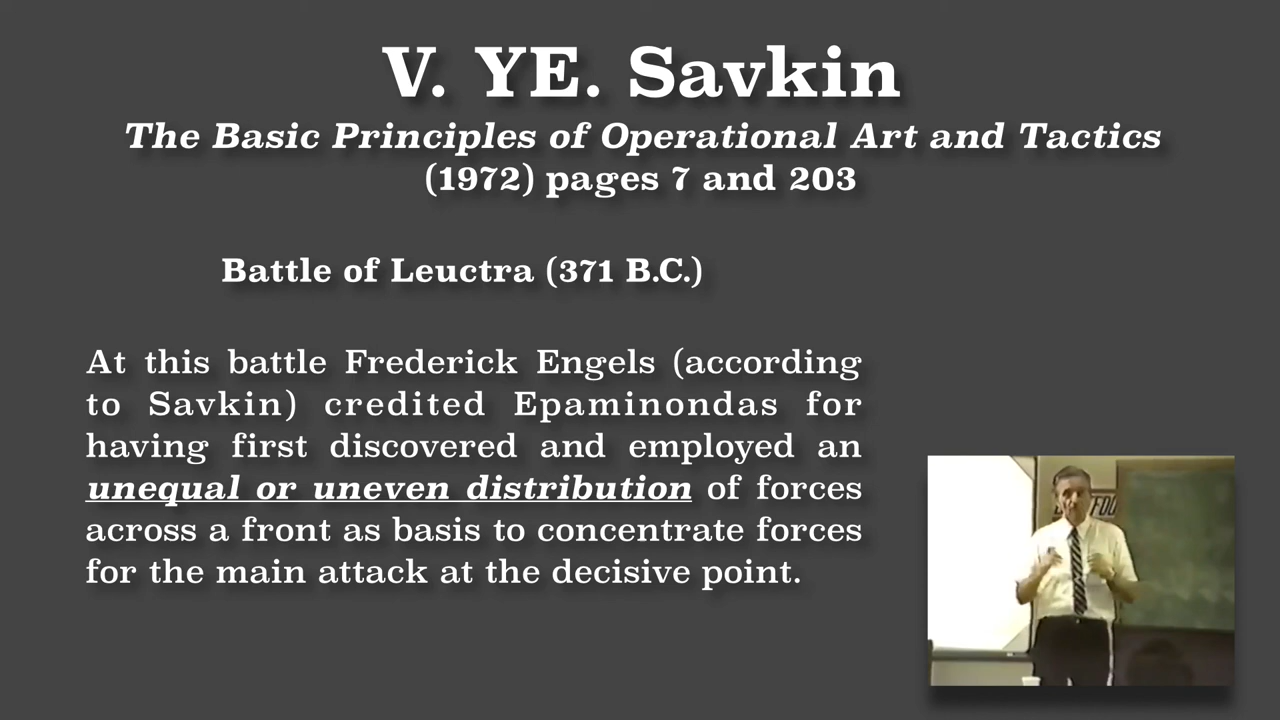 V. YE. Savkin
The Basic Principles of Operational Art and Tactics
(1972) pages 7 and 203
Battle of Leuctra (371 B.C.)
At this battle Frederick Engels (according
to Savkin) credited Epaminondas for
having first discovered and employed an
unequal or uneven distribution of forces
across a front as basis to concentrate forces
for the main attack at the decisive point.